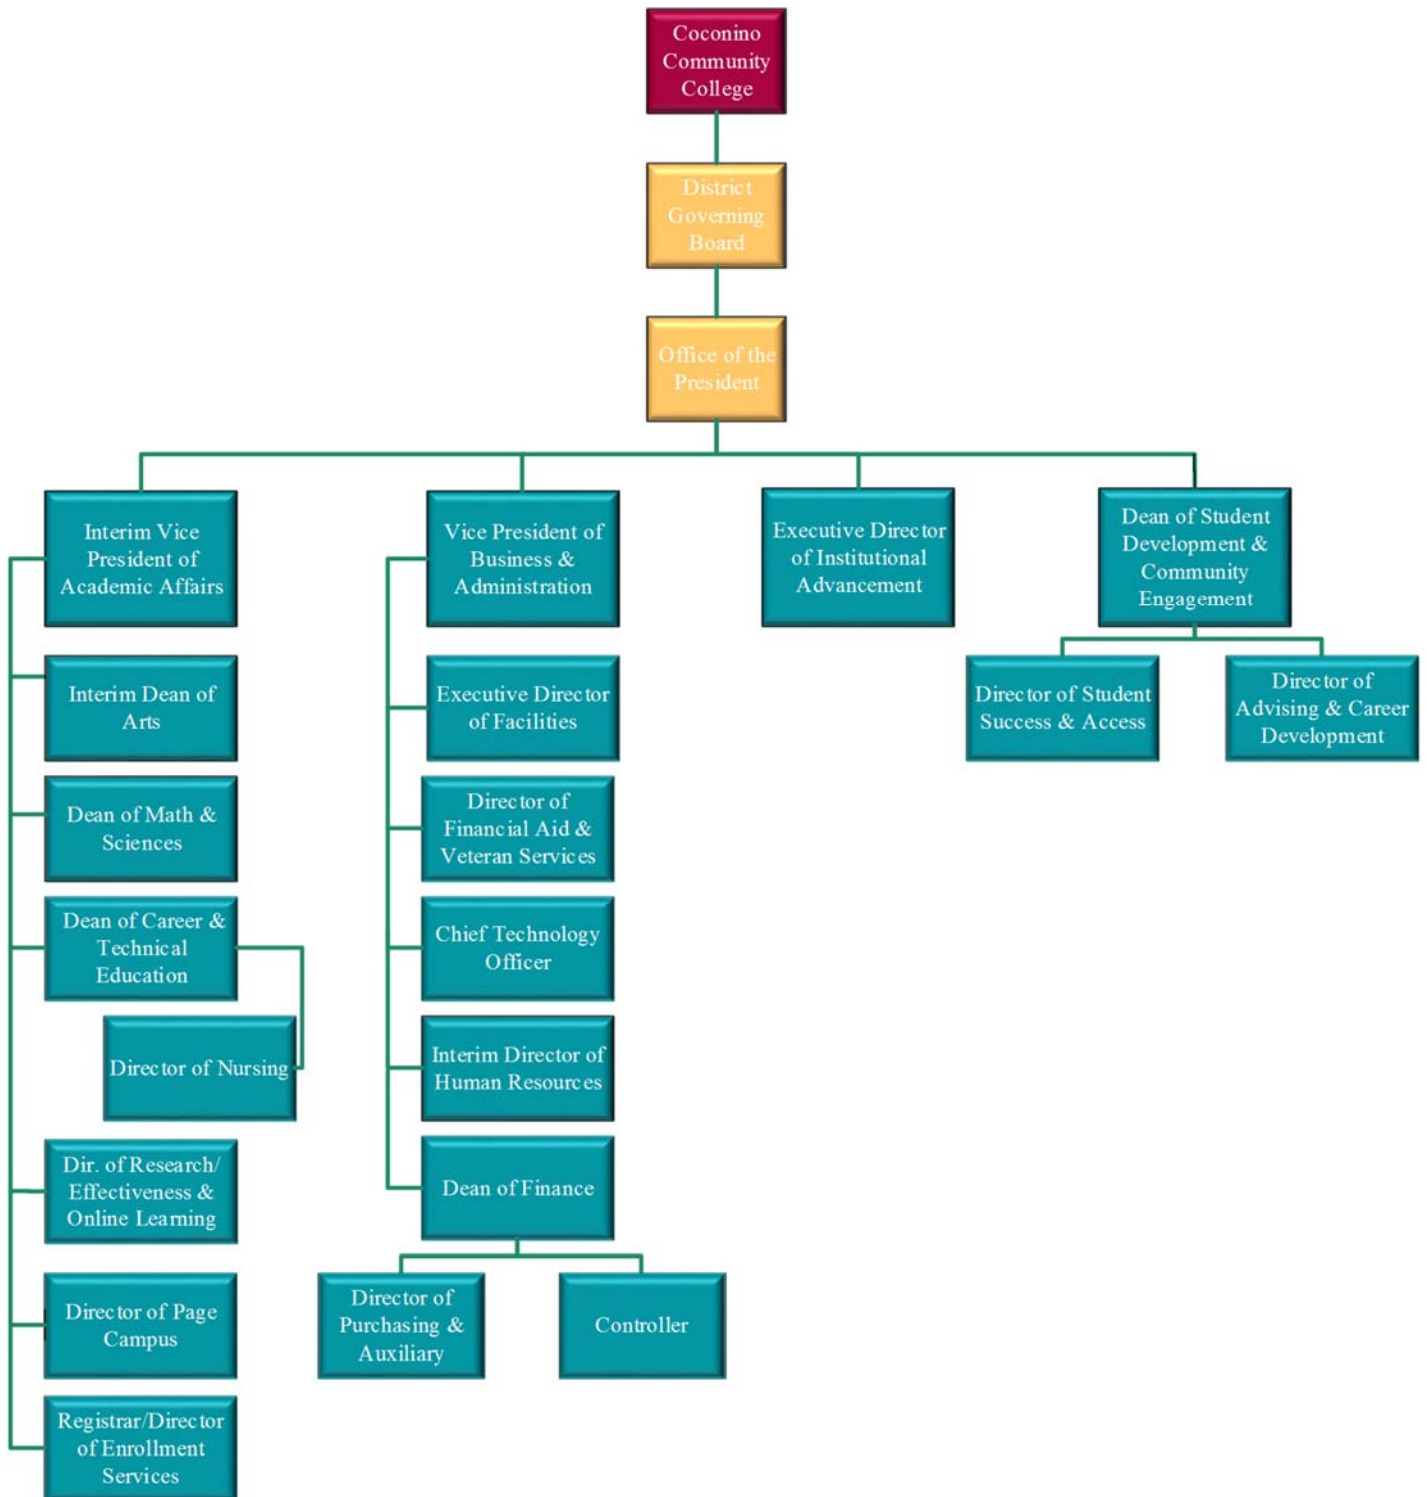 Coconino
Community
College
District
Governing
Board
Office of the
President
Interim Vice
President of
Academic Affairs
Vice President of
Business &
Administration
Executive Director
of Institutional
Advancement
Dean of Student
Development &
Community
Engagement
Interim Dean of
Arts
Dean of Math &
Sciences
Dean of Career &
Technical
Education
Director of Nursing
Dir. of Research/
Effectiveness &
Online Learning
Director of Page
Campus
Registrar/Director
of Enrollment
Services
Executive Director
of Facilities
Director of
Financial Aid &
Veteran Services
Chief Technology
Officer
Interim Director of
Human Resources
Dean of Finance
Director of
Purchasing &
Auxiliary
Controller
Director of Student
Success & Access
Director of
Advising & Career
Development